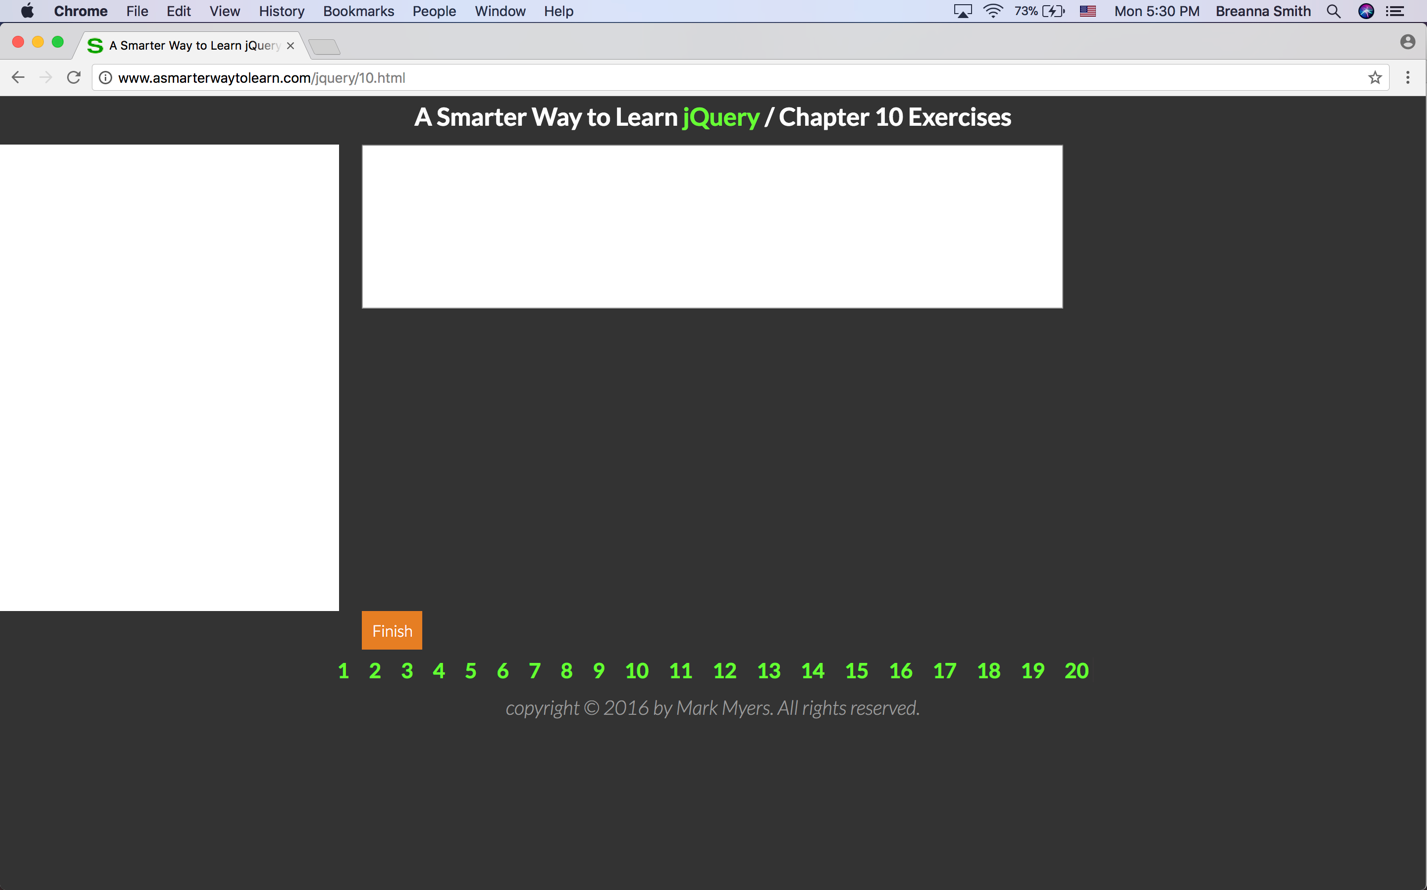 Chrome File Edit View History Bookmarks People Window Help 73% Mon 5:30 PM Breanna Smith
A Smarter Way to Learn jQuery
www.asmarterwaytolearn.com/jquery/10.html
A Smarter Way to Learn jQuery / Chapter 10 Exercises
Finish
1 2 3 4 5 6 7 8 9 10 11 12 13 14 15 16 17 18 19 20
copyright © 2016 by Mark Myers. All rights reserved.